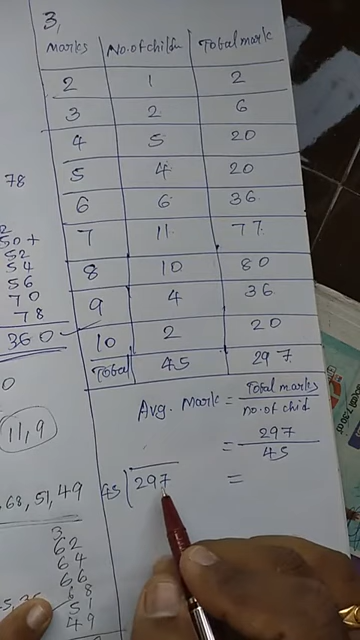 3,
Marks No.of childn Total mark
2 1 2
3 2 6
4 5 20
5 4 20
6 6 36
7 11 77
8 10 80
9 4 36
10 2 20
Total 45 297
Avg. Mark = Total marks
no.of child
= 297
45
45 297 =
78
50+
52
54
56
70
78
360
11,9
68,51,49
3
62
64
66
68
51
49